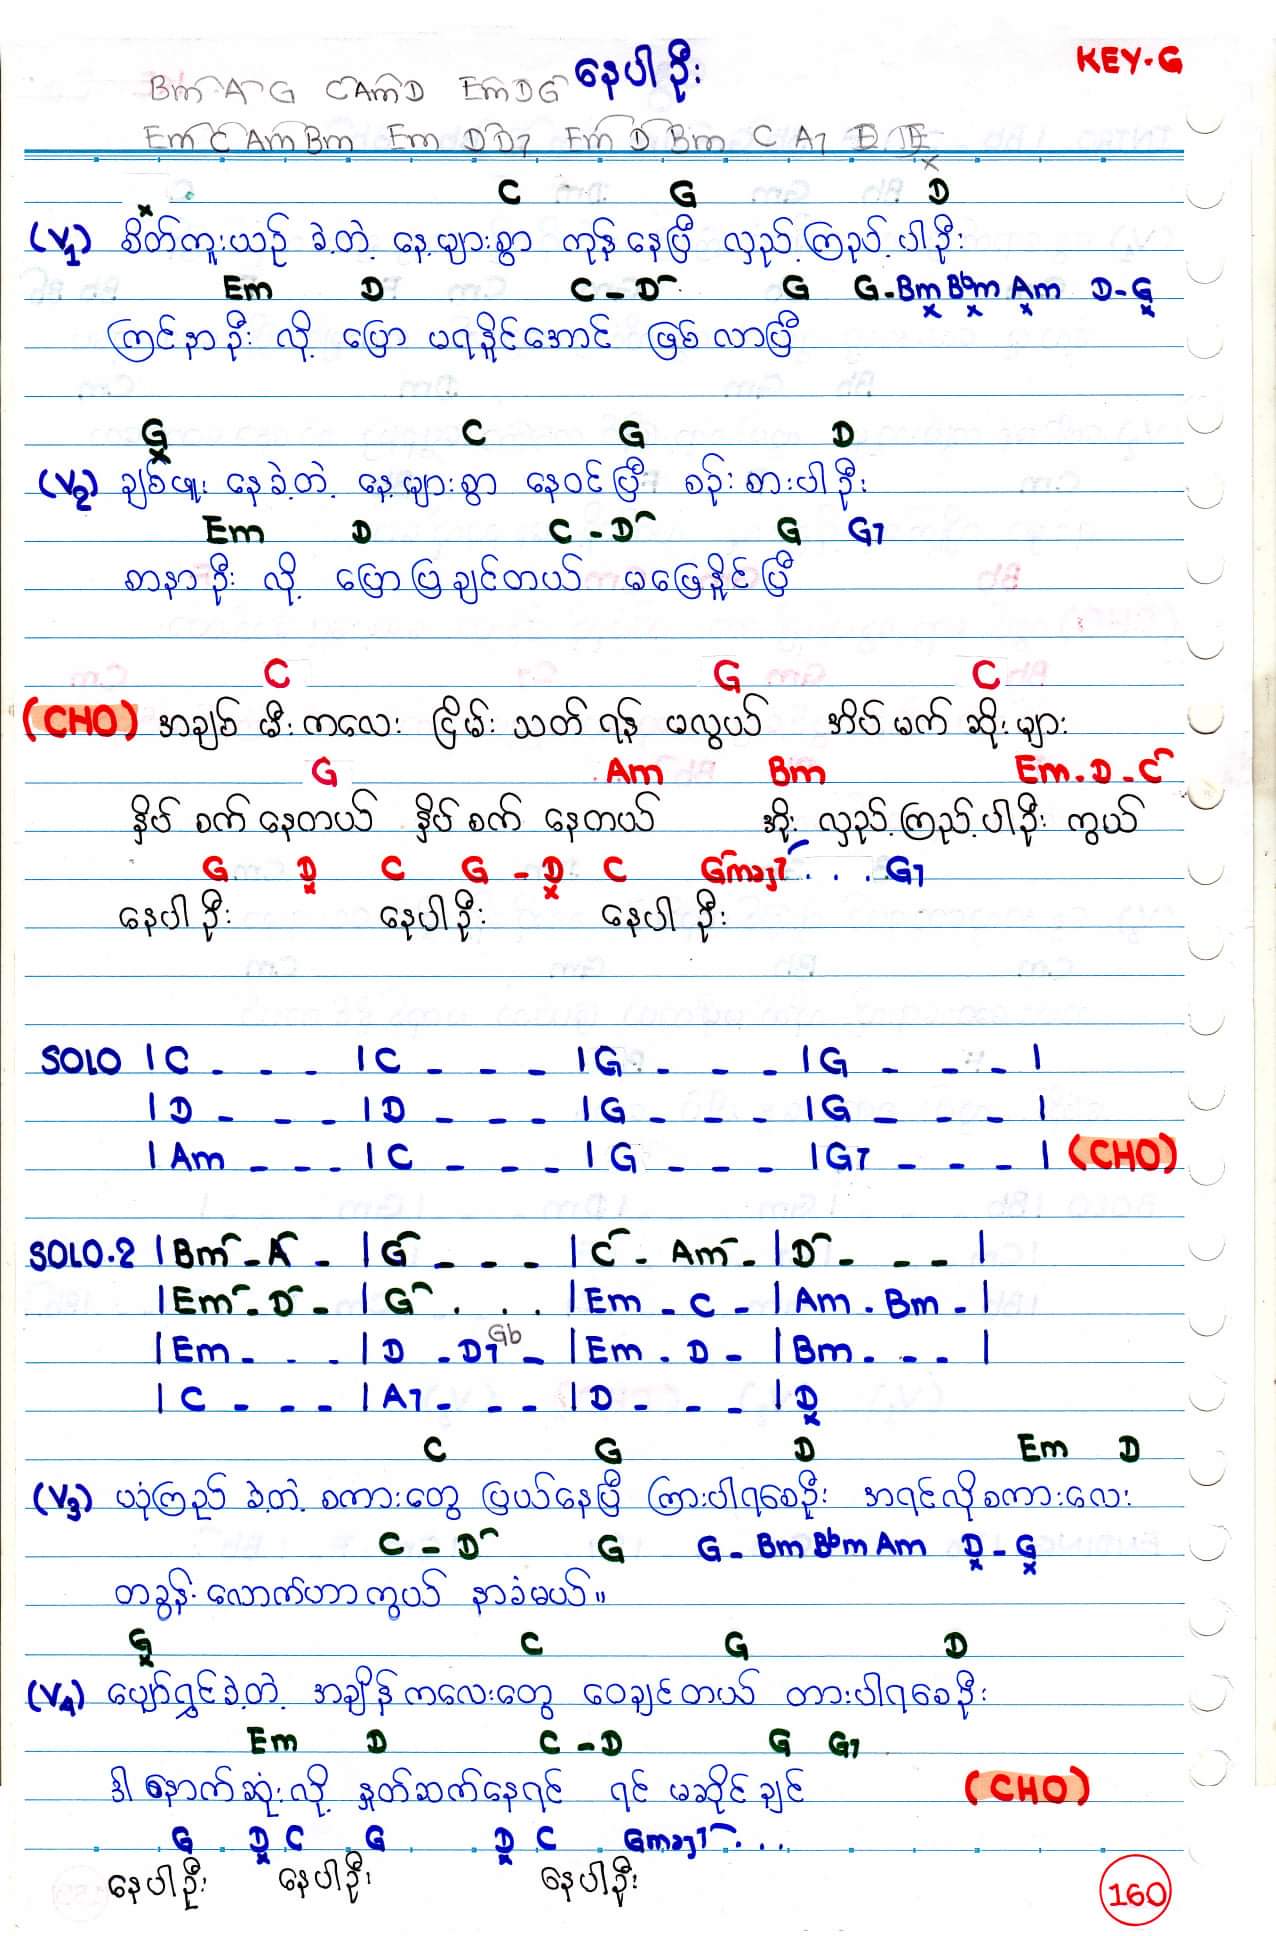 နေပါဦး KEY-G
Bm A G C Am D Em D G
Em C Am Bm Em D D7 Em D Bm C A7 D
x C G D
(V1) စိတ်ကူးယဉ် ခဲ့တဲ့ နေ့များစွာ ကုန်နေပြီ လှည့်ကြည့်ပါဦး
Em D C - D G G - Bm Bbm Am D - G
ကြင်နာဦး လို့ ပြော မရနိုင်အောင် ဖြစ်လာပြီ
G C G D
(V2) ချစ်ဖူး နေခဲ့တဲ့ နေ့များစွာ နေဝင်ပြီ စဉ်းစားပါဦး
Em D C - D G G7
စာနာဦး လို့ ပြောပြချင်တယ် မဖြေနိုင်ပြီ
C G C
(CHO) အချစ် မီးကလေး ငြိမ်းသတ်ရန် မလွယ် အိပ်မက်ဆိုးများ
G Am Bm Em - D - C
နှိပ်စက်နေတယ် နှိပ်စက်နေတယ် အိုး လှည့်ကြည့်ပါဦးကွယ်
G D C G - D C Gmaj7 . . . G7
နေပါဦး နေပါဦး နေပါဦး
SOLO | C - - - | C - - - | G - - - | G - - - |
| D - - - | D - - - | G - - - | G - - - |
| Am - - - | C - - - | G - - - | G7 - - - | (CHO)
SOLO.2 | Bm - A - | G - - - | C - Am - | D - - - |
| Em - D - | G . . . | Em - C - | Am - Bm - |
| Em - - - | D - D7 Gb - | Em - D - | Bm - - - |
| C - - - | A7 - - - | D - - - | D
C G D Em D
(V3) ယုံကြည် ခဲ့တဲ့ စကားတွေ ပြယ်နေပြီ ကြားပါရစေဦး အရင်လိုစကားလေး
C - D G G - Bm Bbm Am D - G
တခွန်းလောက်ဟာကွယ် နာခံမယ်။
G C G D
(V4) ပျော်ရွှင်ခဲ့တဲ့ အချိန်ကလေးတွေ ဝေချင်တယ် တားပါရစေဦး
Em D C - D G G7
ဒါ နောက်ဆုံးလို့ နှုတ်ဆက်နေရင် ရင်မဆိုင်ချင် (CHO)
G D C G D C Gmaj7 . . .
နေပါဦး နေပါဦး နေပါဦး
160